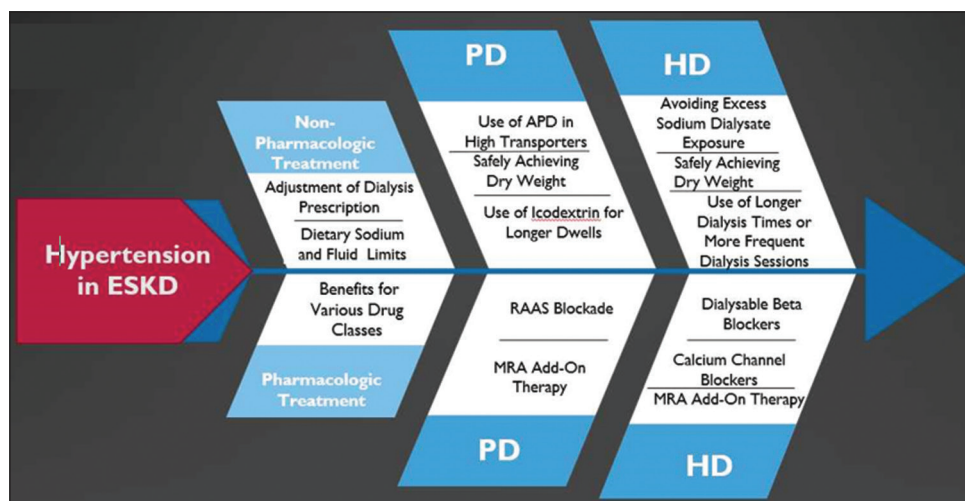 PD
HD
Non-
Pharmacologic
Treatment
Adjustment of Dialysis
Prescription
Dietary Sodium
and Fluid Limits
Use of APD in
High Transporters
Safely Achieving
Dry Weight
Use of Icodextrin for
Longer Dwells
Avoiding Excess
Sodium Dialysate
Exposure
Safely Achieving
Dry Weight
Use of Longer
Dialysis Times or
More Frequent
Dialysis Sessions
Hypertension
in ESKD
Benefits for
Various Drug
Classes
Pharmacologic
Treatment
RAAS Blockade
MRA Add-On
Therapy
PD
Dialysable Beta
Blockers
Calcium Channel
Blockers
MRA Add-On Therapy
HD